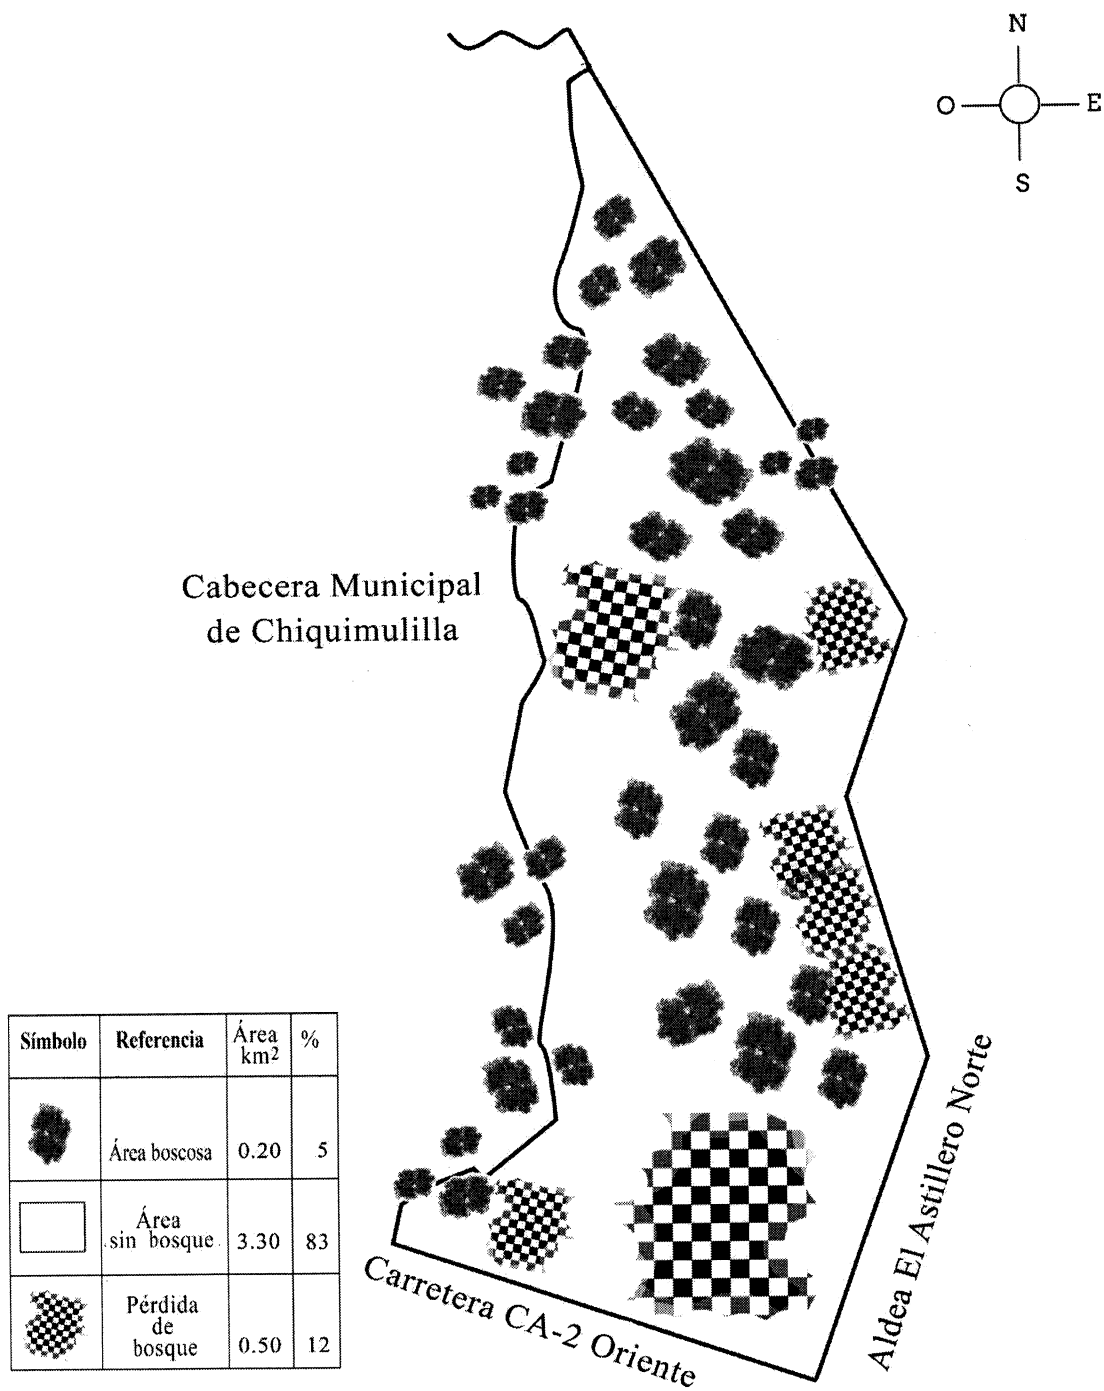 N
O E
S
Cabecera Municipal
de Chiquimulilla
Símbolo Referencia Área km² %
Área boscosa 0.20 5
Área
sin bosque 3.30 83
Pérdida
de
bosque 0.50 12
Carretera CA-2 Oriente
Aldea El Astillero Norte